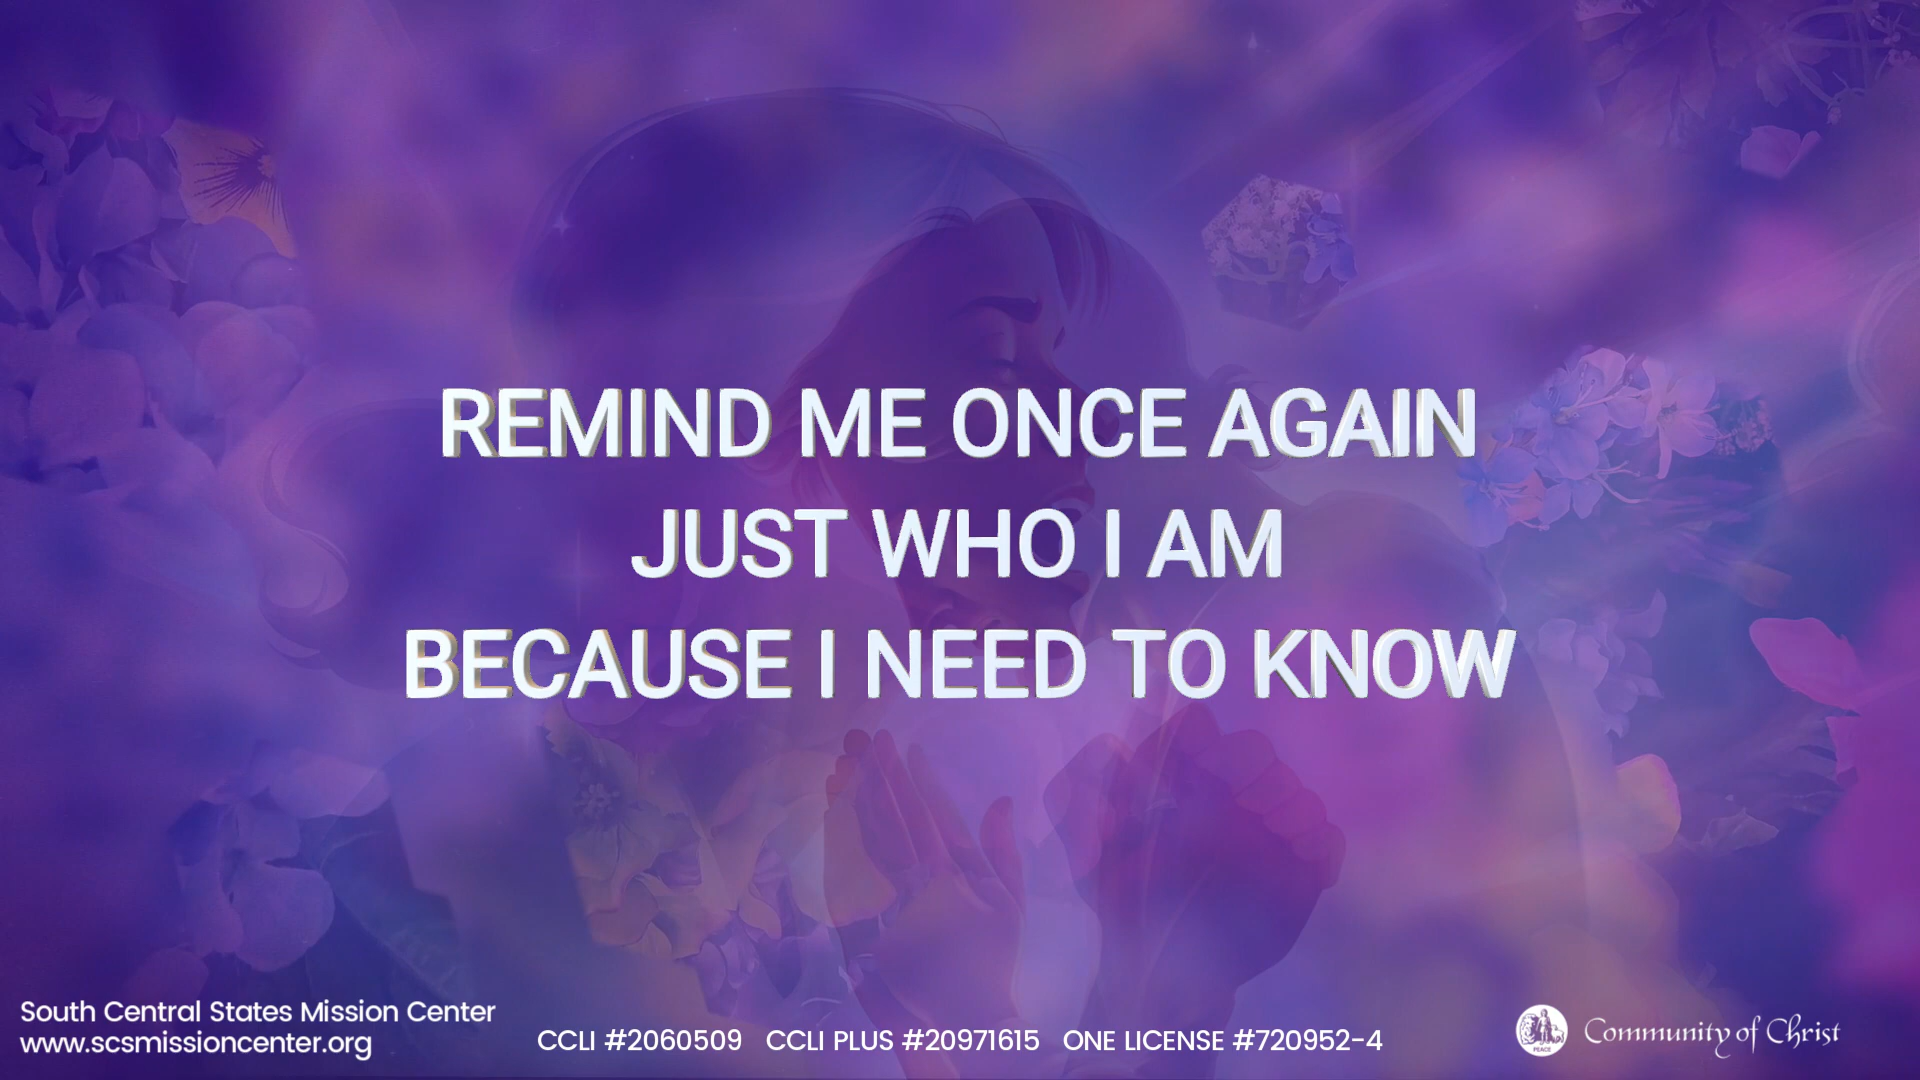 REMIND ME ONCE AGAIN
JUST WHO I AM
BECAUSE I NEED TO KNOW
South Central States Mission Center
www.scsmissioncenter.org
CCLI #2060509 CCLI PLUS #20971615 ONE LICENSE #720952-4
PEACE
Community of Christ